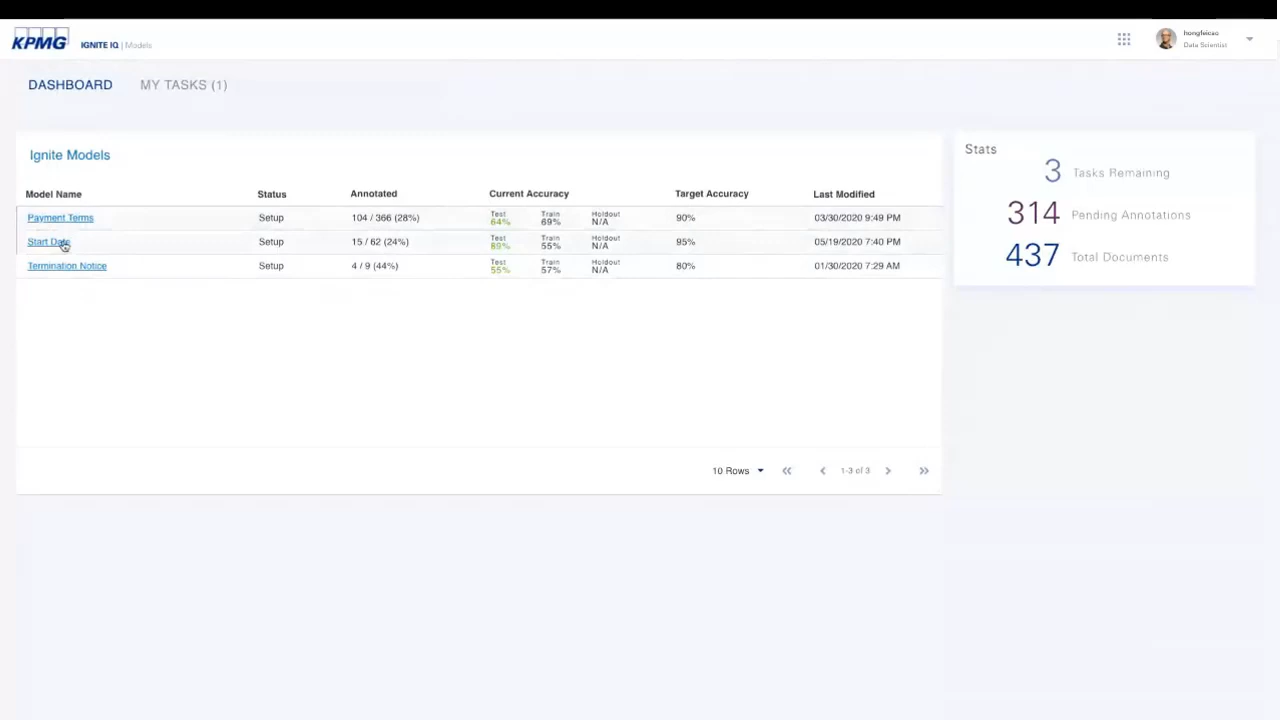 KPMG IGNITE IQ | Models
hongfeicao
Data Scientist
DASHBOARD MY TASKS (1)
Ignite Models
Model Name Status Annotated Current Accuracy Target Accuracy Last Modified
Payment Terms Setup 104 / 366 (28%) Test 64% Train 69% Holdout N/A 90% 03/30/2020 9:49 PM
Start Date Setup 15 / 62 (24%) Test 89% Train 55% Holdout N/A 95% 05/19/2020 7:40 PM
Termination Notice Setup 4 / 9 (44%) Test 55% Train 57% Holdout N/A 80% 01/30/2020 7:29 AM
10 Rows 1-3 of 3
Stats
3 Tasks Remaining
314 Pending Annotations
437 Total Documents